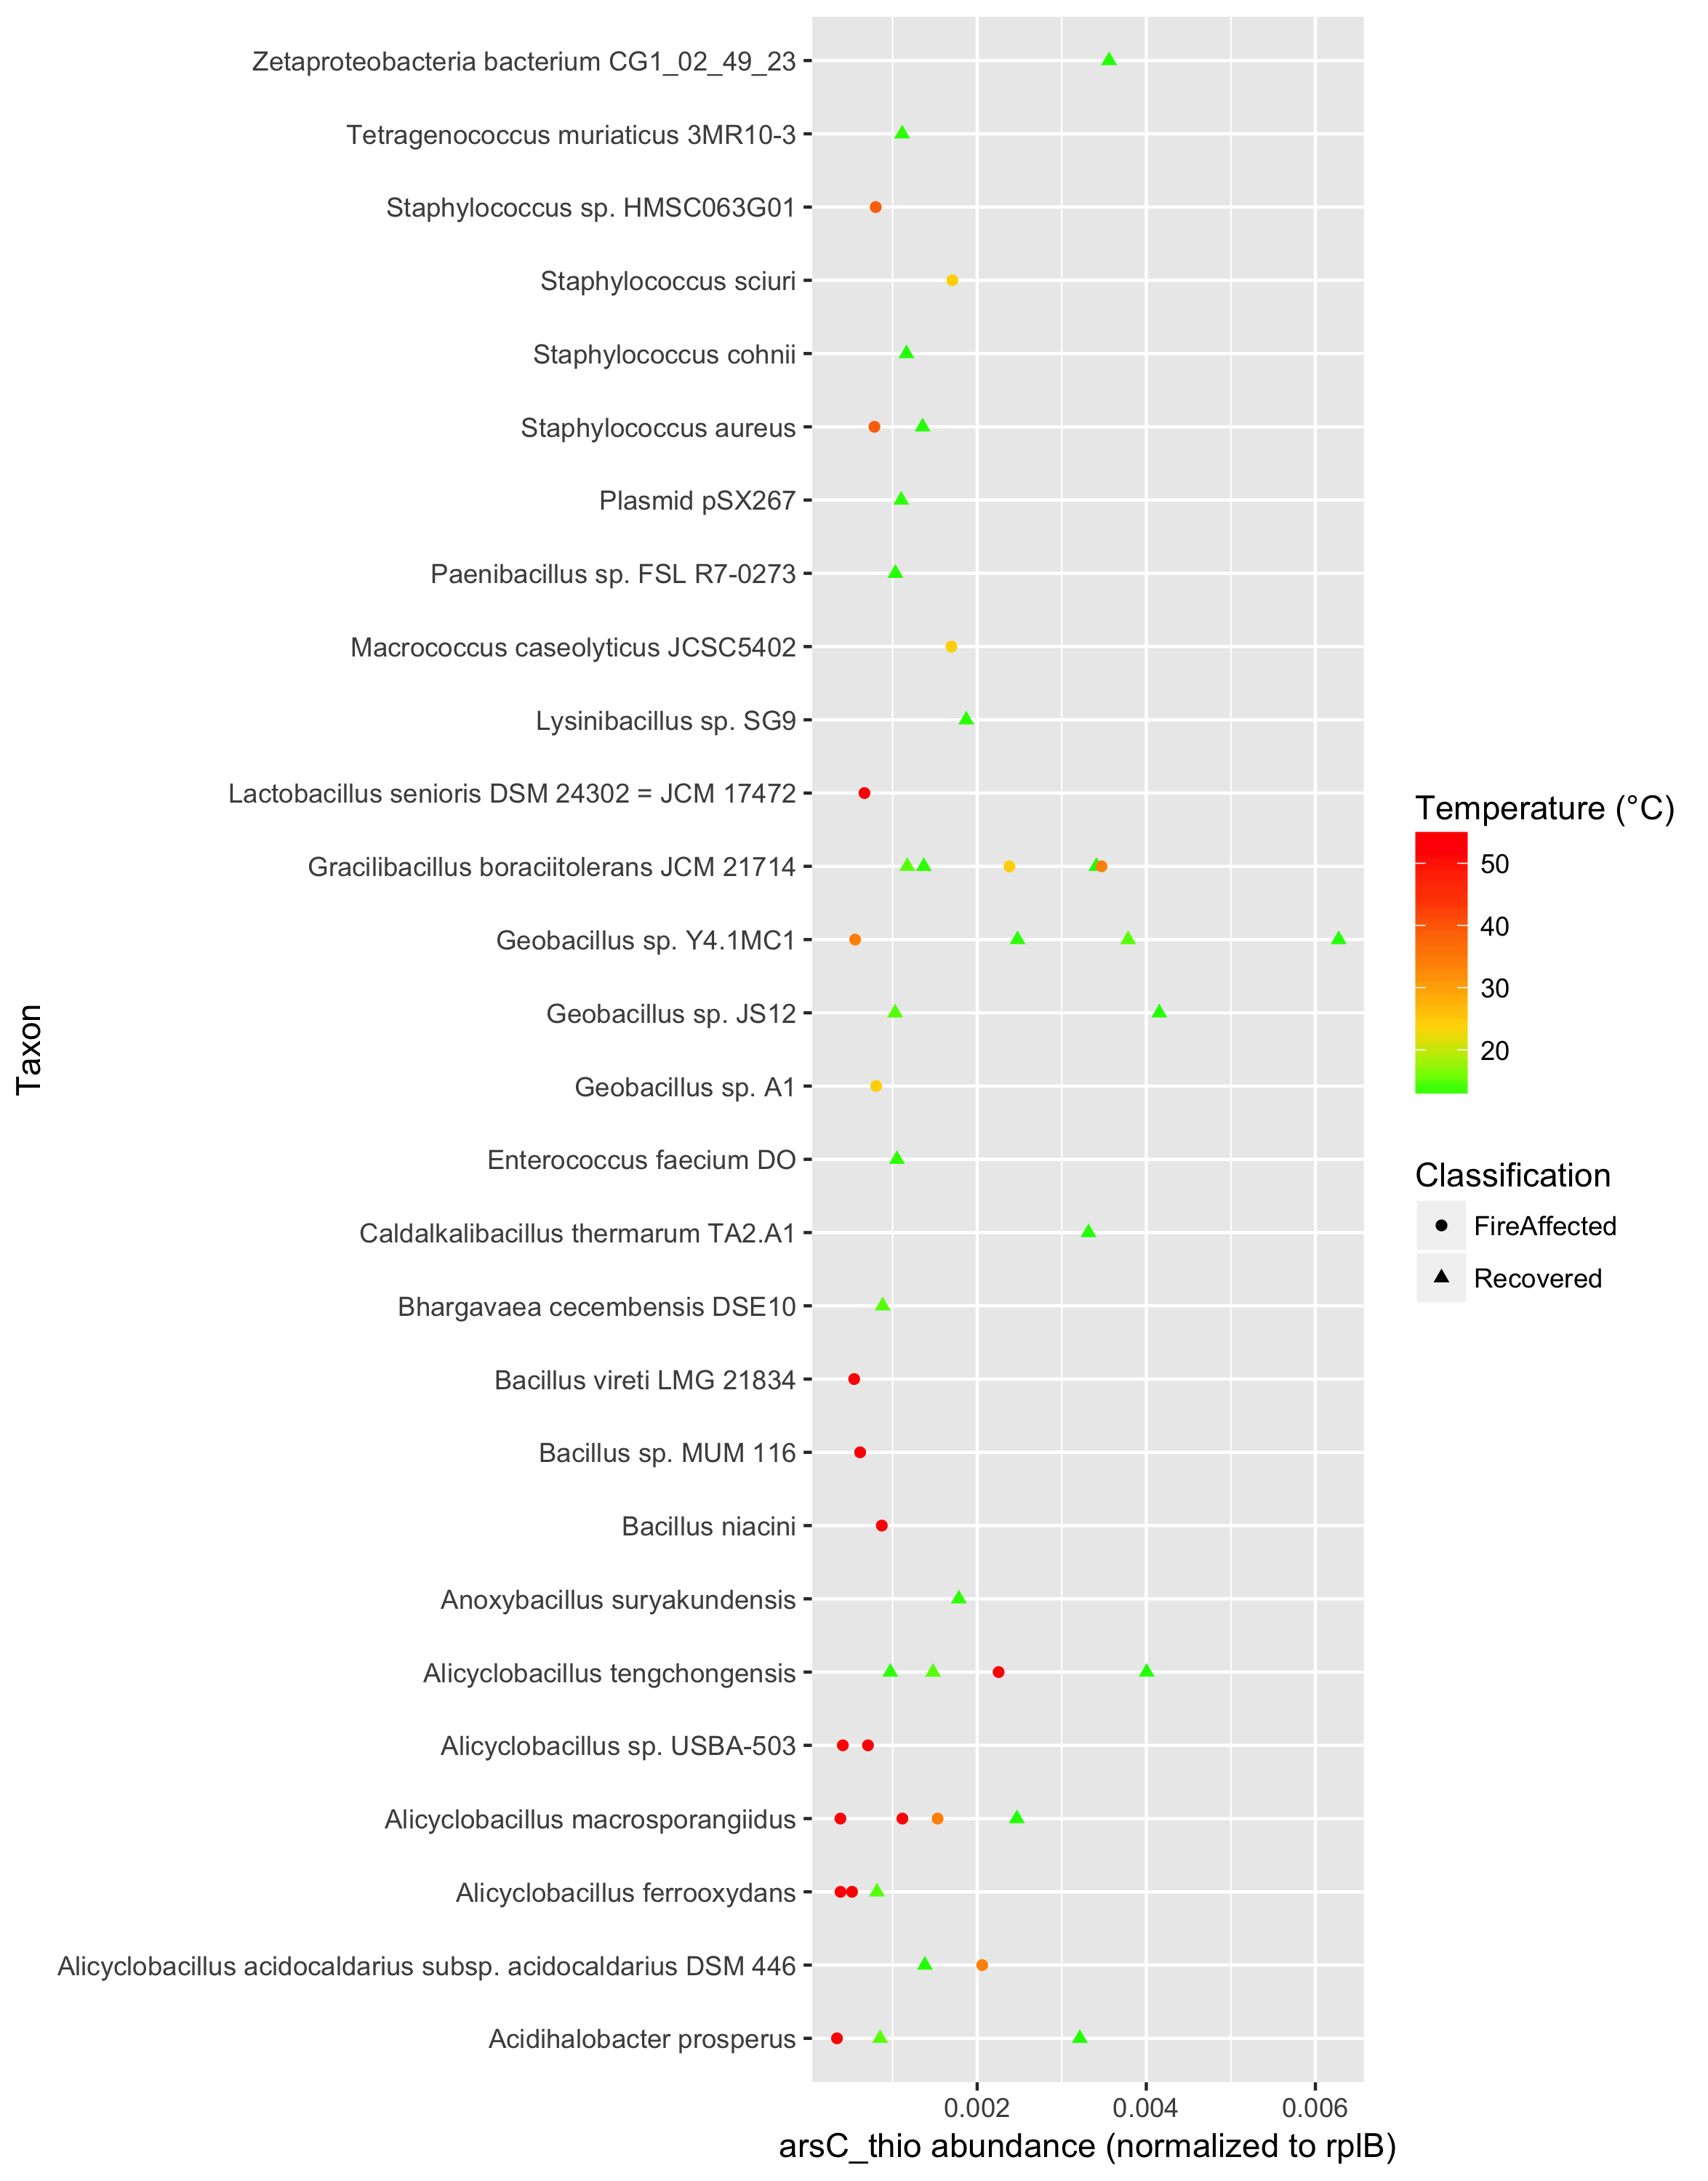 Zetaproteobacteria bacterium CG1_02_49_23
Tetragenococcus muriaticus 3MR10-3
Staphylococcus sp. HMSC063G01
Staphylococcus sciuri
Staphylococcus cohnii
Staphylococcus aureus
Plasmid pSX267
Paenibacillus sp. FSL R7-0273
Macrococcus caseolyticus JCSC5402
Lysinibacillus sp. SG9
Lactobacillus senioris DSM 24302 = JCM 17472
Gracilibacillus boraciitolerans JCM 21714
Geobacillus sp. Y4.1MC1
Geobacillus sp. JS12
Geobacillus sp. A1
Enterococcus faecium DO
Caldalkalibacillus thermarum TA2.A1
Bhargavaea cecembensis DSE10
Bacillus vireti LMG 21834
Bacillus sp. MUM 116
Bacillus niacini
Anoxybacillus suryakundensis
Alicyclobacillus tengchongensis
Alicyclobacillus sp. USBA-503
Alicyclobacillus macrosporangiidus
Alicyclobacillus ferrooxydans
Alicyclobacillus acidocaldarius subsp. acidocaldarius DSM 446
Acidihalobacter prosperus
Taxon
0.002 0.004 0.006
arsC_thio abundance (normalized to rplB)
Temperature (°C)
50
40
30
20
Classification
FireAffected
Recovered